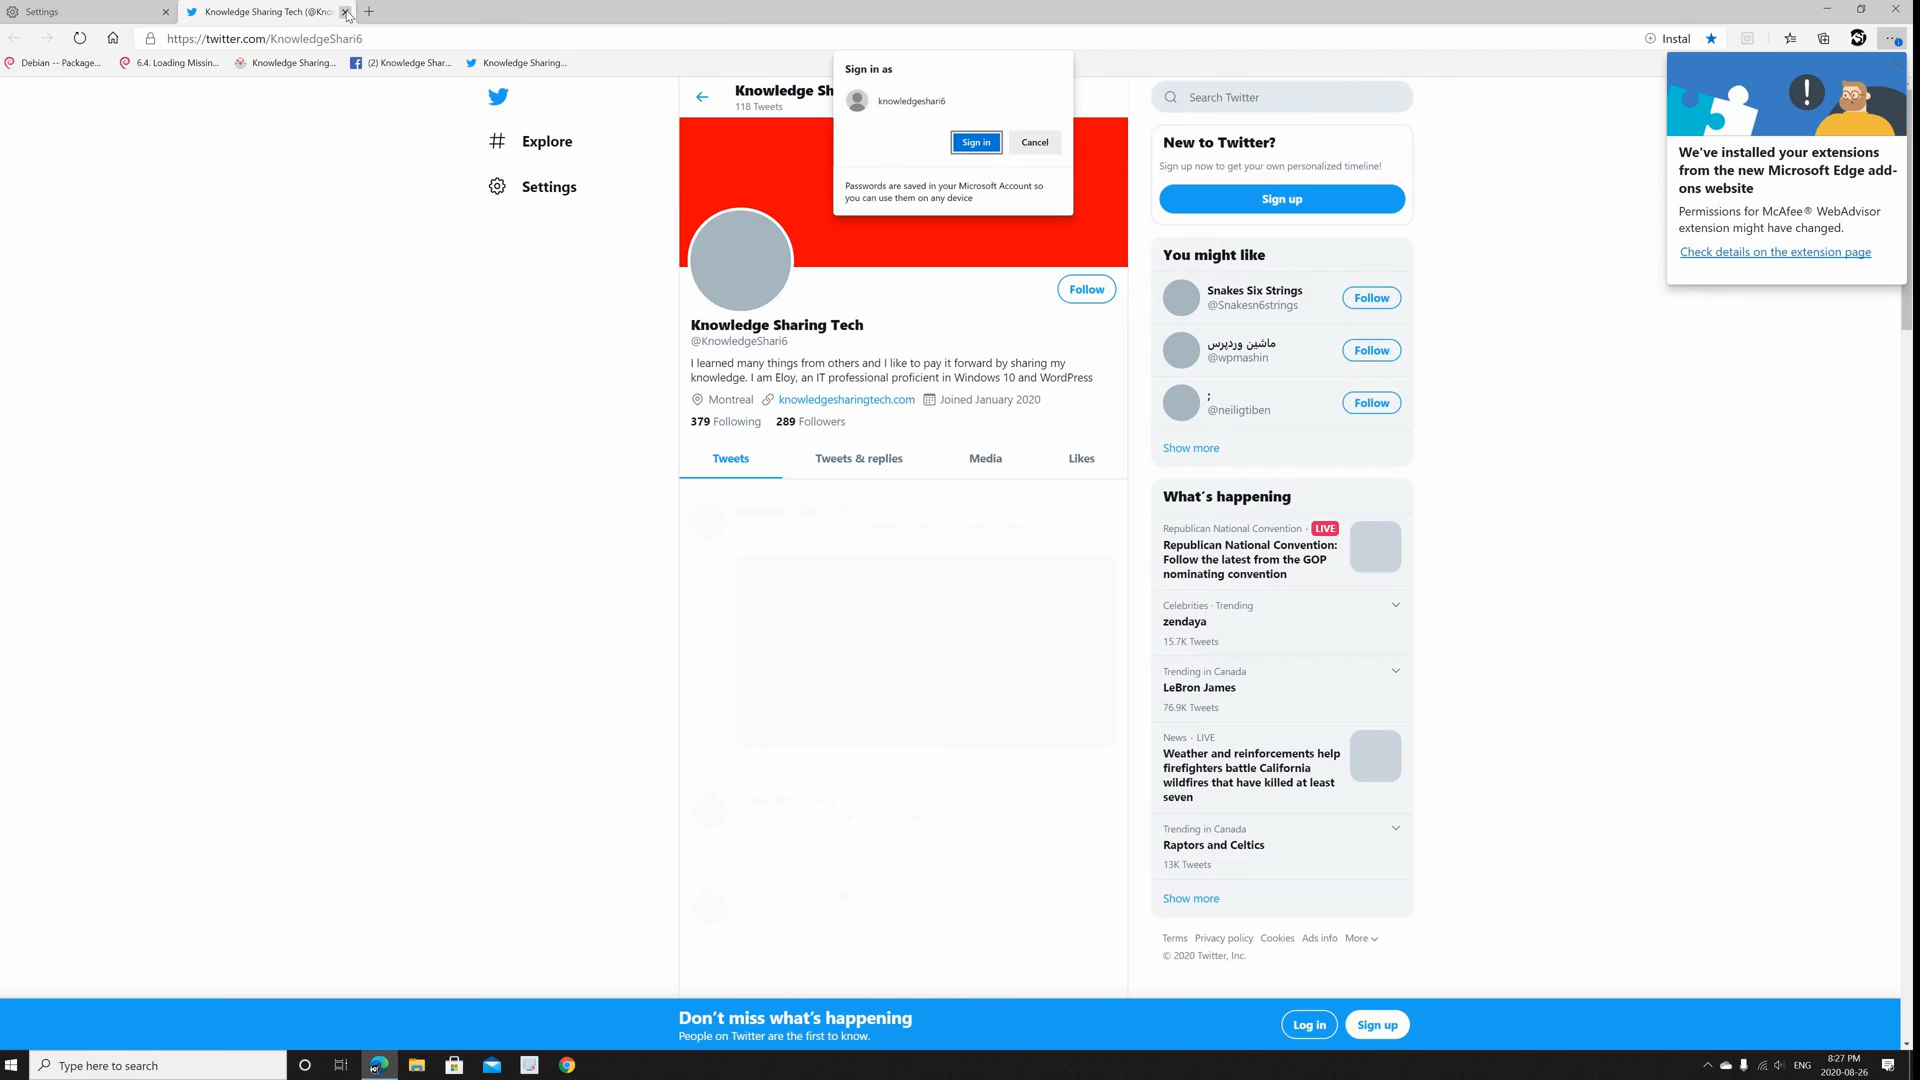 Settings
Knowledge Sharing Tech (@Kno
https://twitter.com/KnowledgeShari6
Instal
Debian -- Package...
6.4. Loading Missin...
Knowledge Sharing...
(2) Knowledge Shar...
Knowledge Sharing...
Explore
Settings
Knowledge Sh
118 Tweets
Sign in as
knowledgeshari6
Sign in
Cancel
Passwords are saved in your Microsoft Account so
you can use them on any device
Follow
Knowledge Sharing Tech
@KnowledgeShari6
I learned many things from others and I like to pay it forward by sharing my
knowledge. I am Eloy, an IT professional proficient in Windows 10 and WordPress
Montreal knowledgesharingtech.com Joined January 2020
379 Following 289 Followers
Tweets Tweets & replies Media Likes
Search Twitter
New to Twitter?
Sign up now to get your own personalized timeline!
Sign up
You might like
Snakes Six Strings
@Snakesn6strings
Follow
ماشین وردپرس
@wpmashin
Follow
;
@neiligtiben
Follow
Show more
What's happening
Republican National Convention · LIVE
Republican National Convention:
Follow the latest from the GOP
nominating convention
Celebrities · Trending
zendaya
15.7K Tweets
Trending in Canada
LeBron James
76.9K Tweets
News · LIVE
Weather and reinforcements help
firefighters battle California
wildfires that have killed at least
seven
Trending in Canada
Raptors and Celtics
13K Tweets
Show more
Terms Privacy policy Cookies Ads info More
© 2020 Twitter, Inc.
We've installed your extensions
from the new Microsoft Edge add-
ons website
Permissions for McAfee® WebAdvisor
extension might have changed.
Check details on the extension page
Don't miss what's happening
People on Twitter are the first to know.
Log in
Sign up
Type here to search
ENG
8:27 PM
2020-08-26